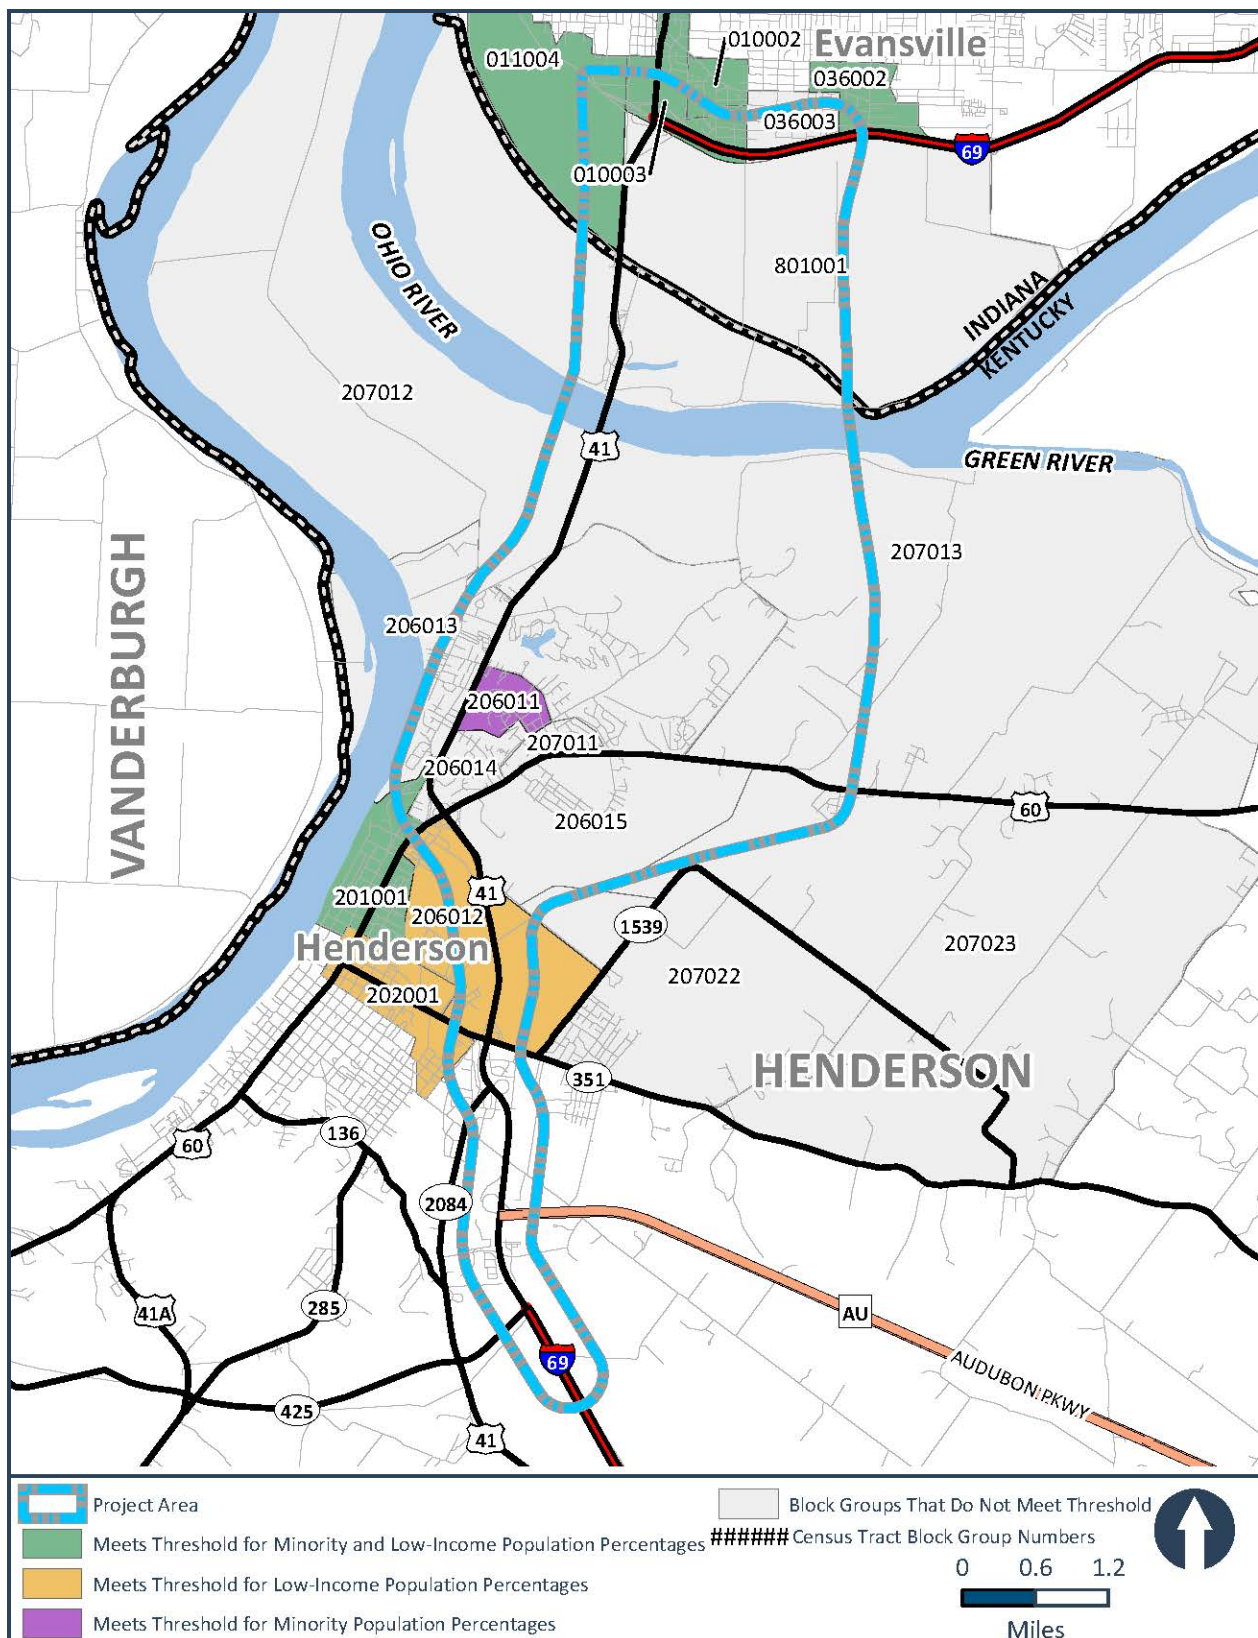 010002
Evansville
011004
036002
036003
69
010003
801001
OHIO RIVER
INDIANA
KENTUCKY
207012
41
GREEN RIVER
207013
VANDERBURGH
206013
206011
207011
206014
60
206015
201001
41
206012
1539
Henderson
207023
207022
202001
HENDERSON
351
136
60
2084
41A
285
AU
69
AUDUBON PKWY
425
41
Project Area
Meets Threshold for Minority and Low-Income Population Percentages
Meets Threshold for Low-Income Population Percentages
Meets Threshold for Minority Population Percentages
Block Groups That Do Not Meet Threshold
###### Census Tract Block Group Numbers
0 0.6 1.2
Miles